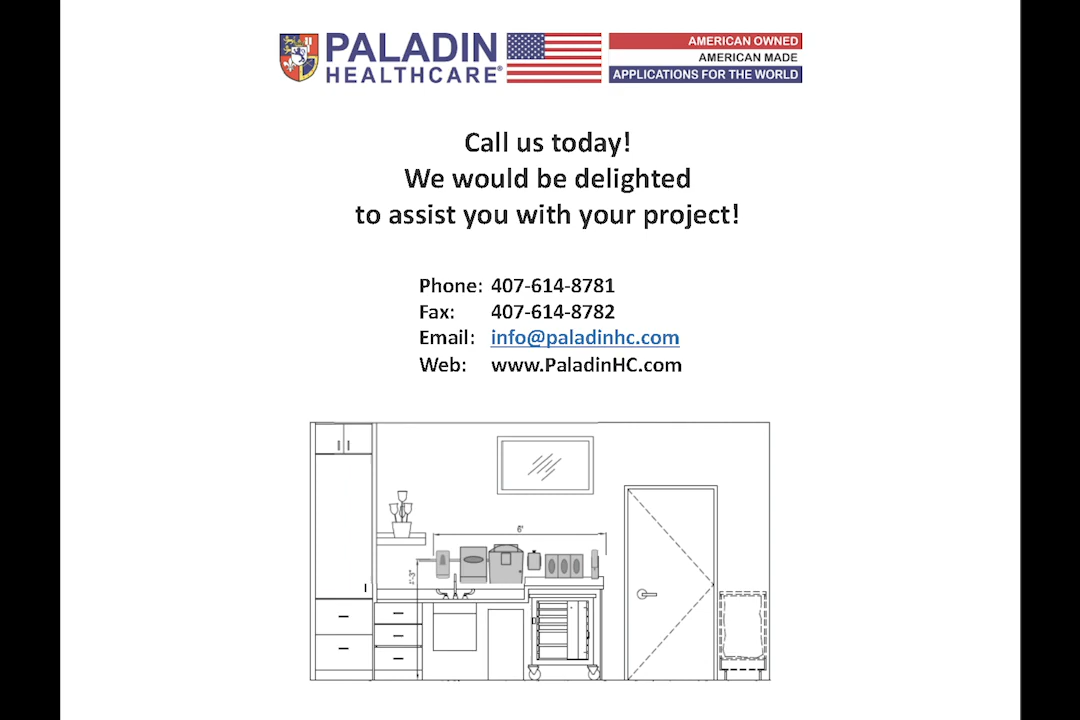 PALADIN
HEALTHCARE®
AMERICAN OWNED
AMERICAN MADE
APPLICATIONS FOR THE WORLD
Call us today!
We would be delighted
to assist you with your project!
Phone: 407-614-8781
Fax: 407-614-8782
Email: info@paladinhc.com
Web: www.PaladinHC.com
6'